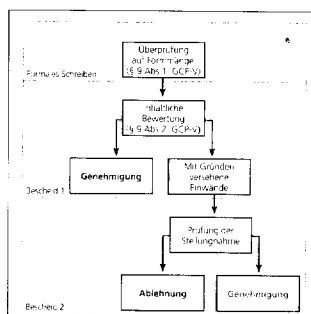 Überprüfung
auf Formmängel
(§ 9 Abs 1 GCP-V)
Formales Schreiben
Inhaltliche
Bewertung
(§ 9 Abs 2 GCP-V)
Genehmigung
Mit Gründen
versehene
Einwände
Bescheid 1
Prüfung der
Stellungnahme
Ablehnung
Genehmigung
Bescheid 2